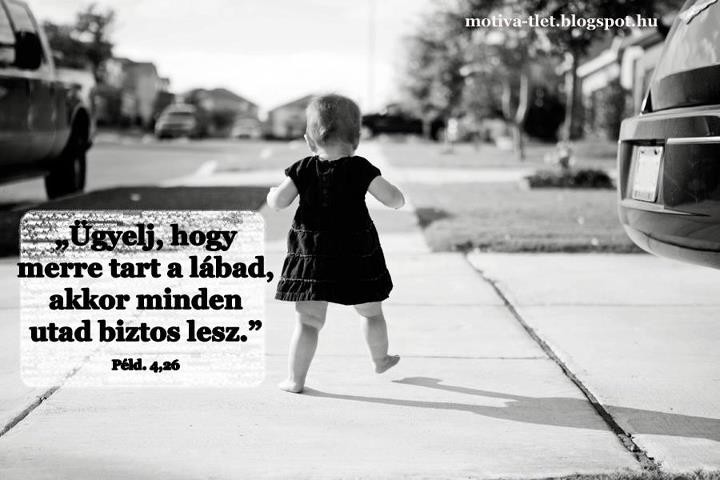 motiva-tlet.blogspot.hu
„Ügyelj, hogy
merre tart a lábad,
akkor minden
utad biztos lesz.”
Péld. 4,26